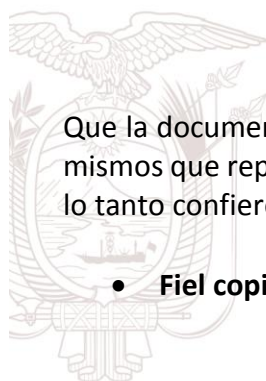 Que la documen
mismos que rep
lo tanto confiere
• Fiel copi